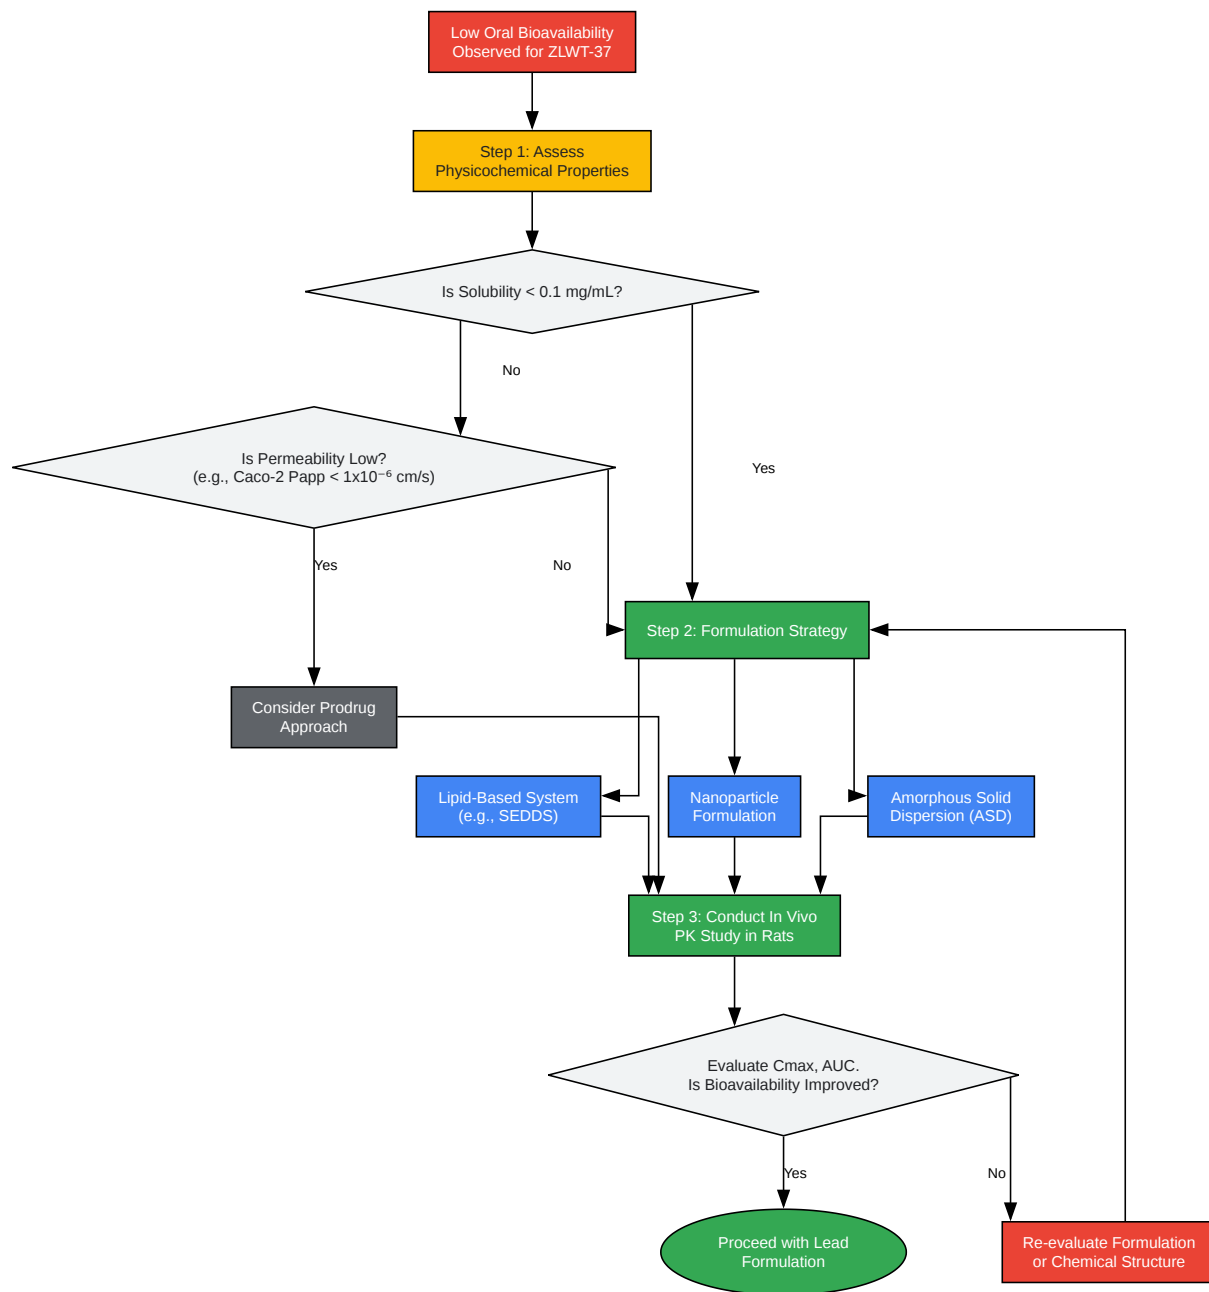 Low Oral Bioavailability
Observed for ZLWT-37
Step 1: Assess
Physicochemical Properties
Is Solubility < 0.1 mg/mL?
No
Is Permeability Low?
(e.g., Caco-2 Papp < 1x10⁻⁶ cm/s)
Yes
Yes
No
Step 2: Formulation Strategy
Consider Prodrug
Approach
Lipid-Based System
(e.g., SEDDS)
Nanoparticle
Formulation
Amorphous Solid
Dispersion (ASD)
Step 3: Conduct In Vivo
PK Study in Rats
Evaluate Cmax, AUC.
Is Bioavailability Improved?
Yes
No
Proceed with Lead
Formulation
Re-evaluate Formulation
or Chemical Structure